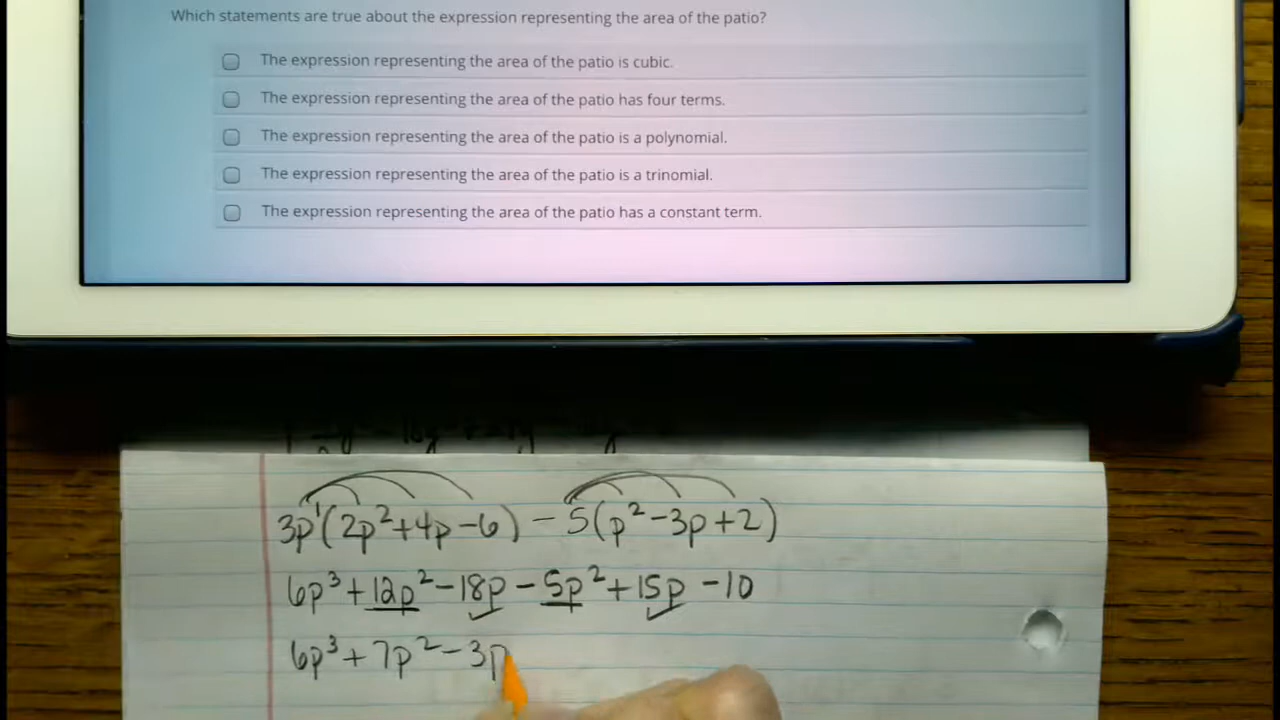 Which statements are true about the expression representing the area of the patio?
The expression representing the area of the patio is cubic.
The expression representing the area of the patio has four terms.
The expression representing the area of the patio is a polynomial.
The expression representing the area of the patio is a trinomial.
The expression representing the area of the patio has a constant term.
3p¹(2p²+4p-6) - 5(p²-3p+2)
6p³+12p²-18p-5p²+15p-10
6p³+7p²-3p